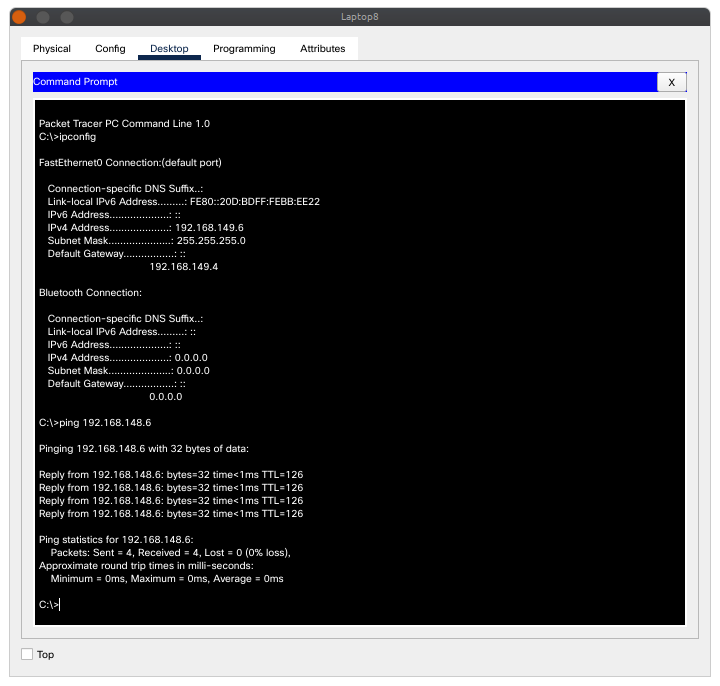 Laptop8
Physical Config Desktop Programming Attributes
Command Prompt X
Packet Tracer PC Command Line 1.0
C:\>ipconfig
FastEthernet0 Connection:(default port)
Connection-specific DNS Suffix..:
Link-local IPv6 Address.........: FE80::20D:BDFF:FEBB:EE22
IPv6 Address....................: ::
IPv4 Address....................: 192.168.149.6
Subnet Mask.....................: 255.255.255.0
Default Gateway.................: ::
192.168.149.4
Bluetooth Connection:
Connection-specific DNS Suffix..:
Link-local IPv6 Address.........: ::
IPv6 Address....................: ::
IPv4 Address....................: 0.0.0.0
Subnet Mask.....................: 0.0.0.0
Default Gateway.................: ::
0.0.0.0
C:\>ping 192.168.148.6
Pinging 192.168.148.6 with 32 bytes of data:
Reply from 192.168.148.6: bytes=32 time<1ms TTL=126
Reply from 192.168.148.6: bytes=32 time<1ms TTL=126
Reply from 192.168.148.6: bytes=32 time<1ms TTL=126
Reply from 192.168.148.6: bytes=32 time<1ms TTL=126
Ping statistics for 192.168.148.6:
Packets: Sent = 4, Received = 4, Lost = 0 (0% loss),
Approximate round trip times in milli-seconds:
Minimum = 0ms, Maximum = 0ms, Average = 0ms
C:\>
Top